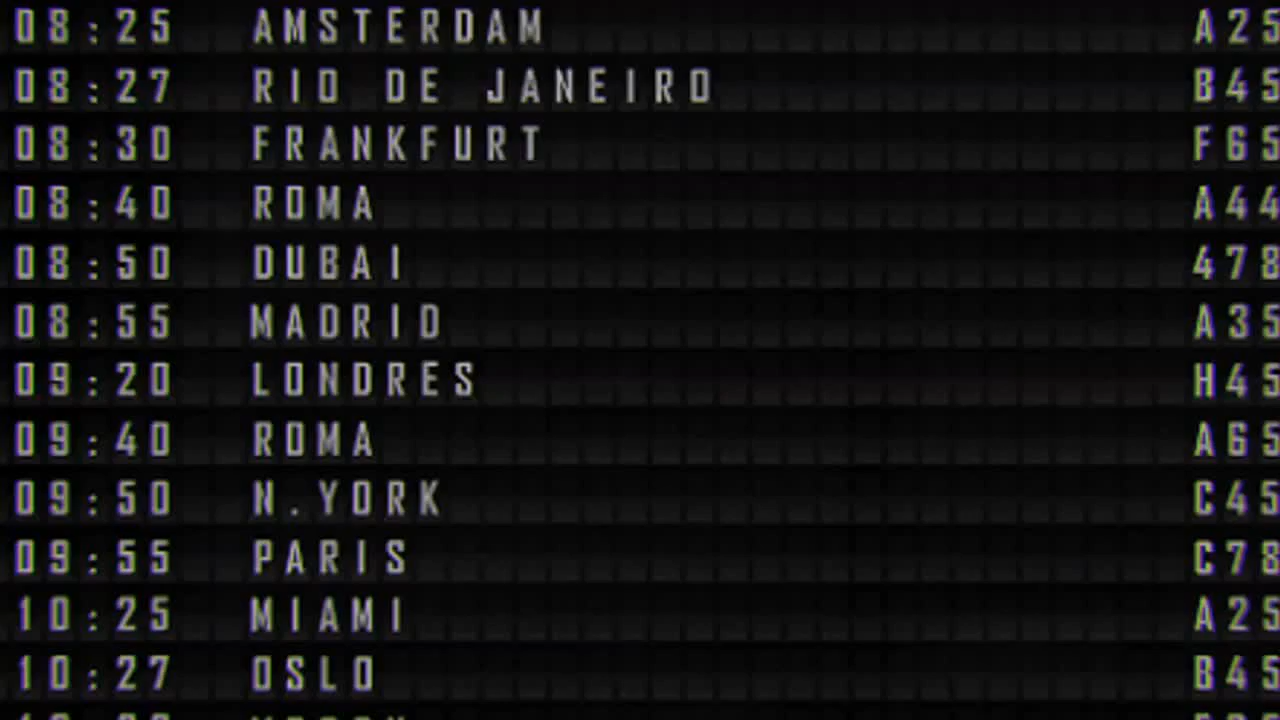 08:25 AMSTERDAM A25
08:27 RIO DE JANEIRO B45
08:30 FRANKFURT F65
08:40 ROMA A44
08:50 DUBAI 478
08:55 MADRID A35
09:20 LONDRES H45
09:40 ROMA A65
09:50 N.YORK C45
09:55 PARIS C78
10:25 MIAMI A25
10:27 OSLO B45